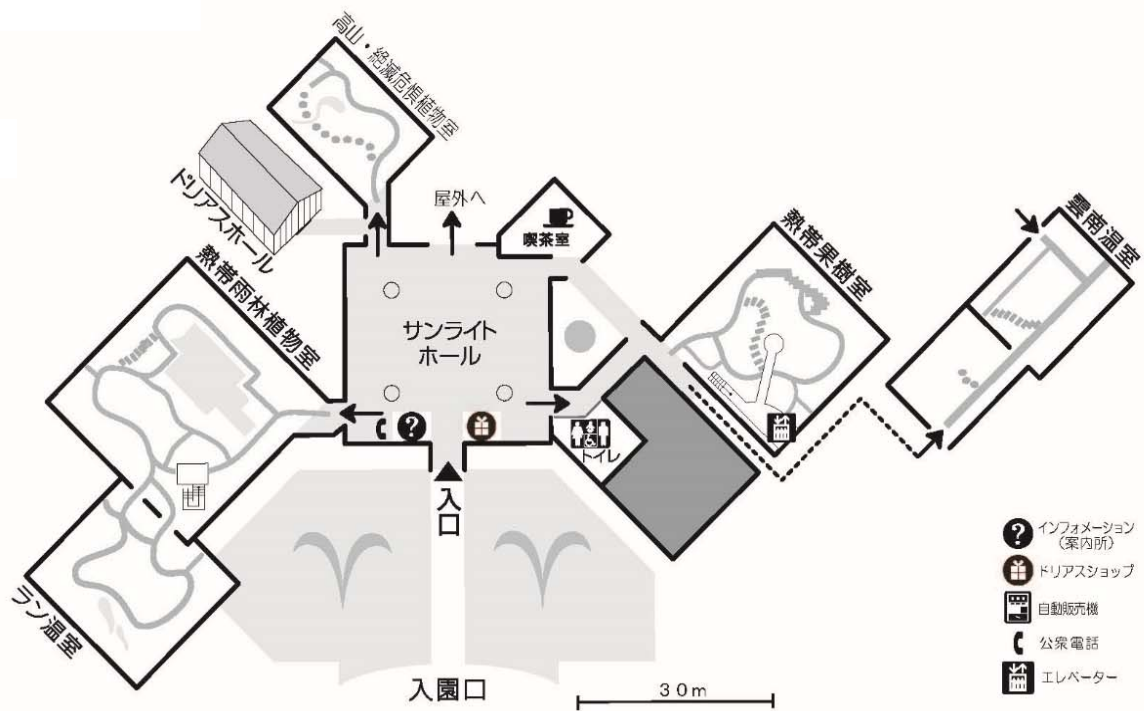 高山・絶滅危惧植物室
ドリアスホール
屋外へ
喫茶室
熱帯雨林植物室
サンライト
ホール
熱帯果樹室
雲南温室
?
トイレ
入口
ラン温室
入園口
30m
? インフォメーション
(案内所)
ドリアスショップ
自動販売機
公衆電話
エレベーター